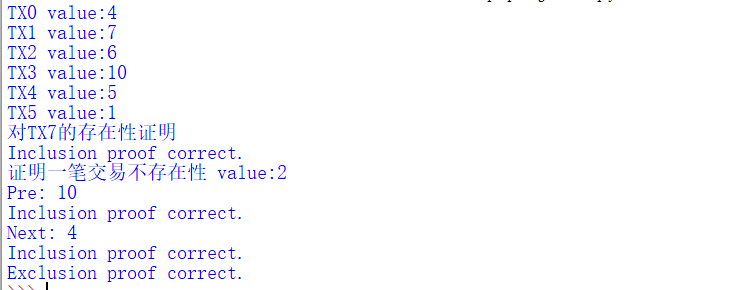 TX0 value:4
TX1 value:7
TX2 value:6
TX3 value:10
TX4 value:5
TX5 value:1
对TX7的存在性证明
Inclusion proof correct.
证明一笔交易不存在性 value:2
Pre: 10
Inclusion proof correct.
Next: 4
Inclusion proof correct.
Exclusion proof correct.
>>>